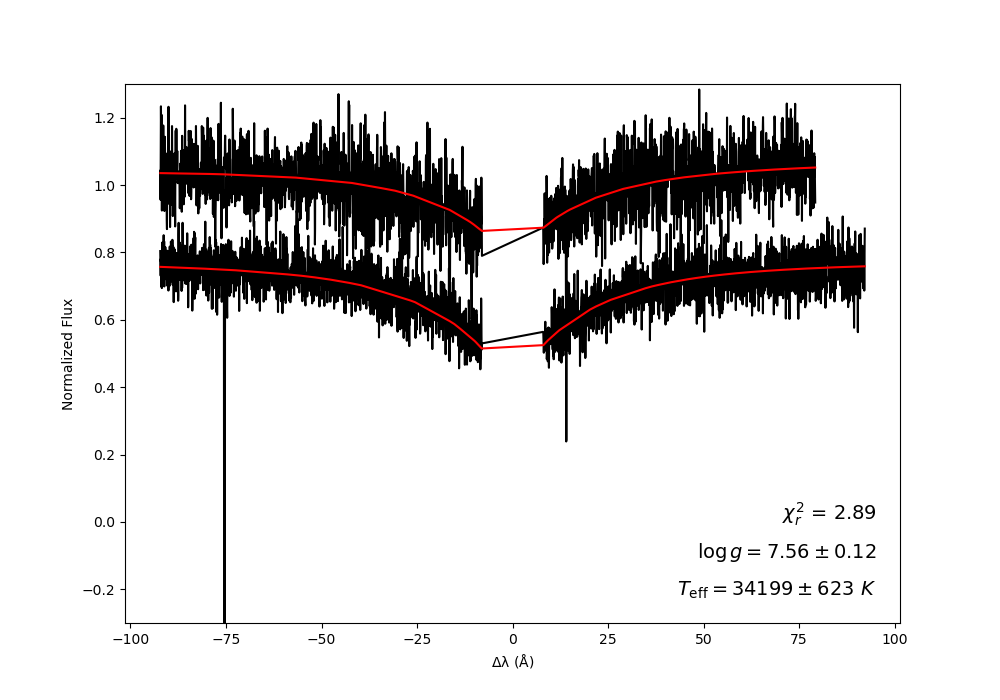 1.2
1.0
0.8
0.6
0.4
0.2
0.0
−0.2
Normalized Flux
χ²ᵣ = 2.89
log g = 7.56 ± 0.12
T_eff = 34199 ± 623 K
−100 −75 −50 −25 0 25 50 75 100
Δλ (Å)